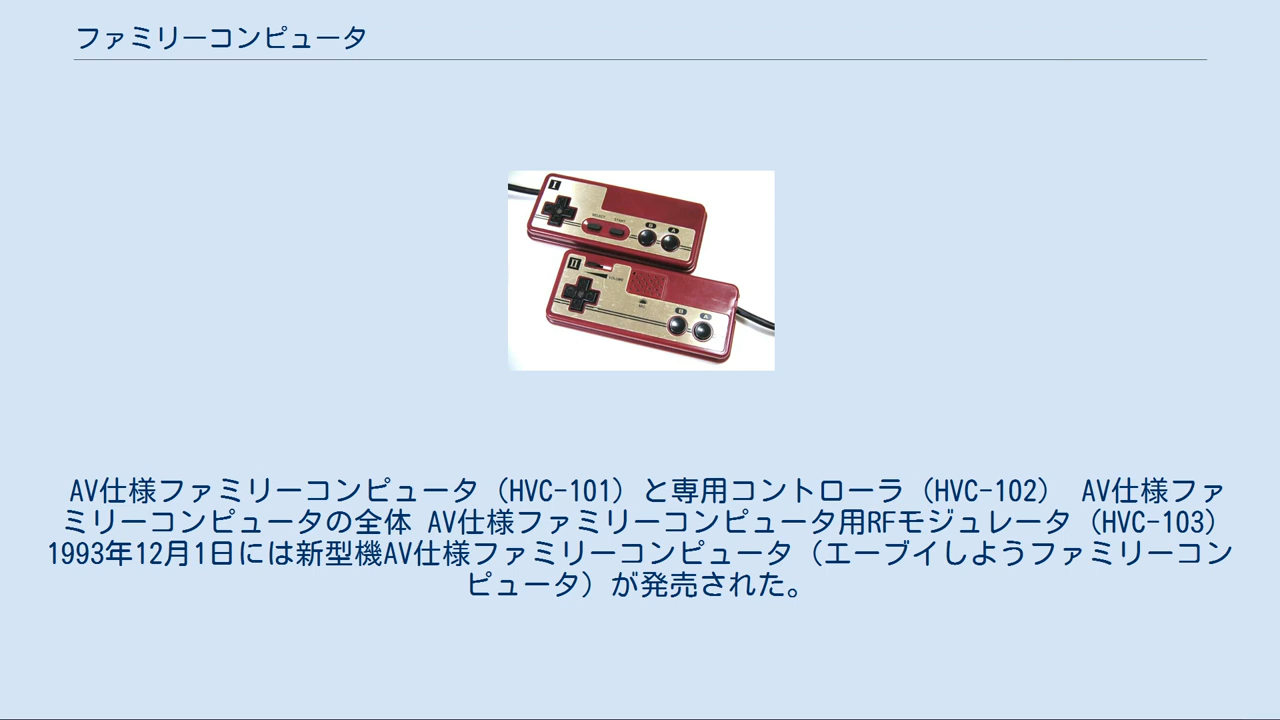 ファミリーコンピュータ
I
SELECT START
B A
II
VOLUME
MIC
B A
AV仕様ファミリーコンピュータ（HVC-101）と専用コントローラ（HVC-102） AV仕様ファ
ミリーコンピュータの全体 AV仕様ファミリーコンピュータ用RFモジュレータ（HVC-103）
1993年12月1日には新型機AV仕様ファミリーコンピュータ（エーブイしようファミリーコン
ピュータ）が発売された。